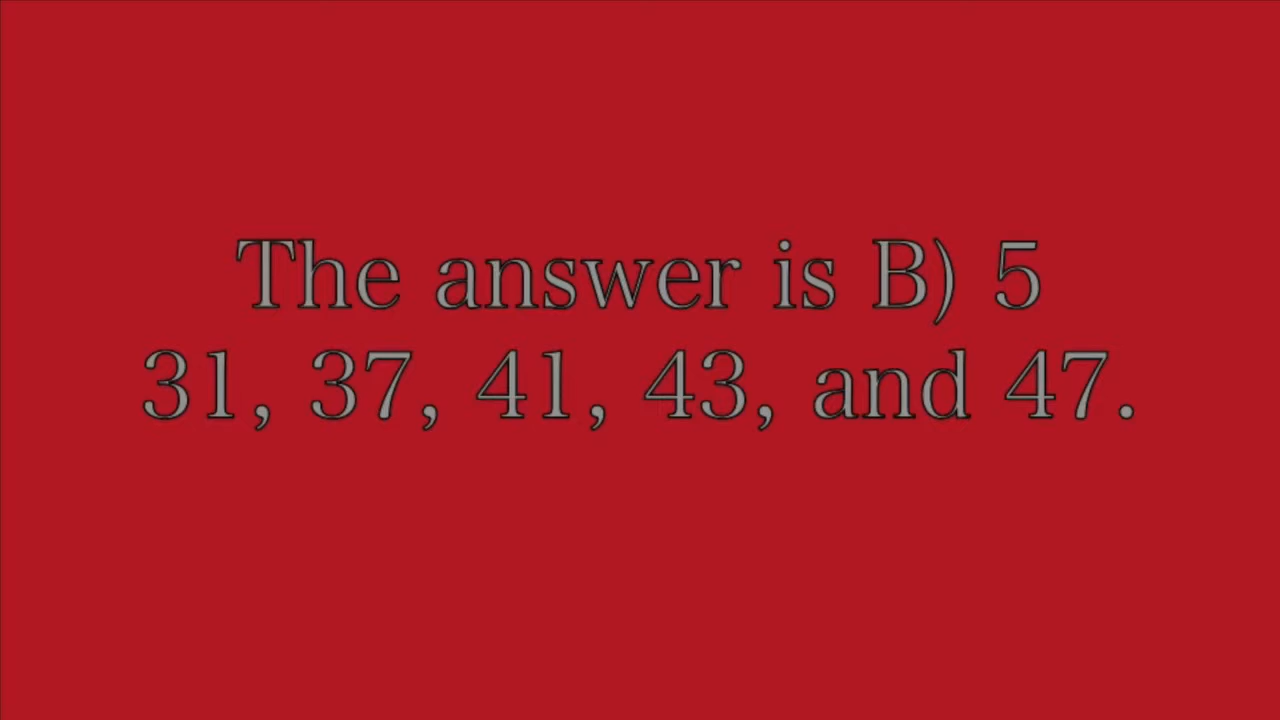 The answer is B) 5
31, 37, 41, 43, and 47.